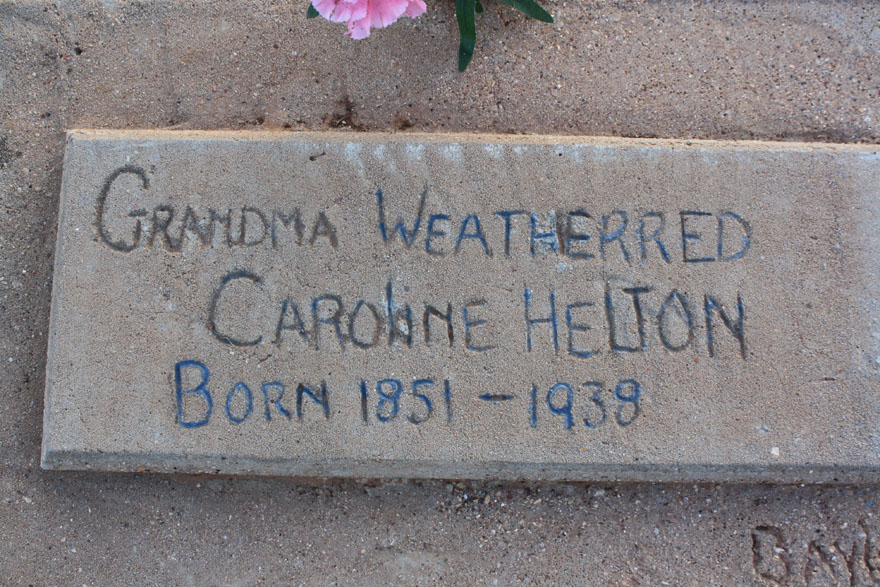 GRANDMA WEATHERRED
CAROLINE HELTON
BORN 1851 - 1938